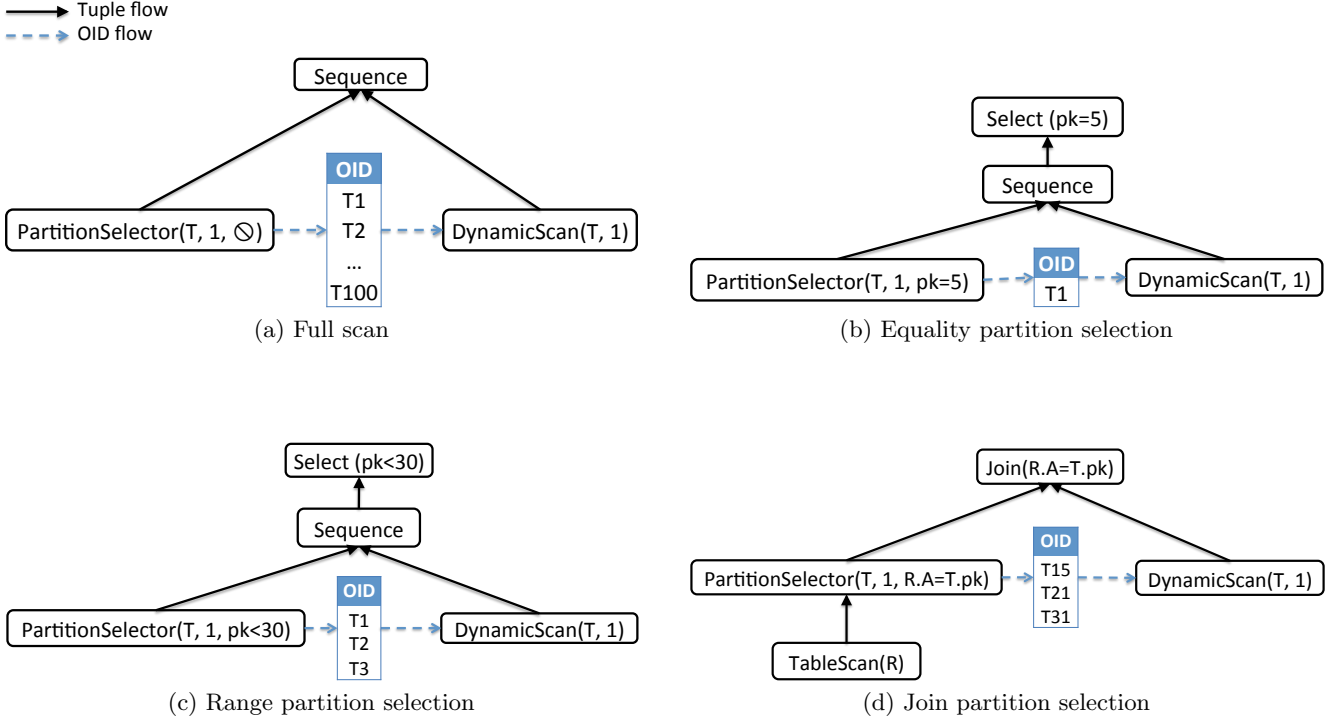 Tuple flow
OID flow
Sequence
OID
T1
T2
...
T100
PartitionSelector(T, 1, ⃠)
DynamicScan(T, 1)
(a) Full scan
Select (pk=5)
Sequence
PartitionSelector(T, 1, pk=5)
OID
T1
DynamicScan(T, 1)
(b) Equality partition selection
Select (pk<30)
Sequence
PartitionSelector(T, 1, pk<30)
OID
T1
T2
T3
DynamicScan(T, 1)
(c) Range partition selection
Join(R.A=T.pk)
PartitionSelector(T, 1, R.A=T.pk)
OID
T15
T21
T31
DynamicScan(T, 1)
TableScan(R)
(d) Join partition selection